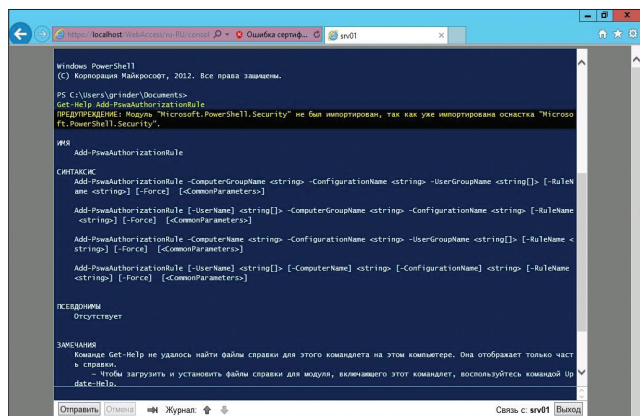 https://localhost/WebAccess/ru-RU/consol
Ошибка сертиф...
srv01
Windows PowerShell
(C) Корпорация Майкрософт, 2012. Все права защищены.
PS C:\Users\grinder\Documents>
Get-Help Add-PswaAuthorizationRule
ПРЕДУПРЕЖДЕНИЕ: Модуль "Microsoft.PowerShell.Security" не был импортирован, так как уже импортирована оснастка "Microso
ft.PowerShell.Security".
ИМЯ
Add-PswaAuthorizationRule
СИНТАКСИС
Add-PswaAuthorizationRule -ComputerGroupName <string> -ConfigurationName <string> -UserGroupName <string[]> [-RuleN
ame <string>] [-Force] [<CommonParameters>]
Add-PswaAuthorizationRule [-UserName] <string[]> -ComputerGroupName <string> -ConfigurationName <string> [-RuleName
<string>] [-Force] [<CommonParameters>]
Add-PswaAuthorizationRule -ComputerName <string> -ConfigurationName <string> -UserGroupName <string[]> [-RuleName <
string>] [-Force] [<CommonParameters>]
Add-PswaAuthorizationRule [-UserName] <string[]> [-ComputerName] <string> [-ConfigurationName] <string> [-RuleName
<string>] [-Force] [<CommonParameters>]
ПСЕВДОНИМЫ
Отсутствует
ЗАМЕЧАНИЯ
Команде Get-Help не удалось найти файлы справки для этого командлета на этом компьютере. Она отображает только част
ь справки.
– Чтобы загрузить и установить файлы справки для модуля, включающего этот командлет, воспользуйтесь командой Up
date-Help.
Отправить Отмена Журнал: Связь с: srv01 Выход